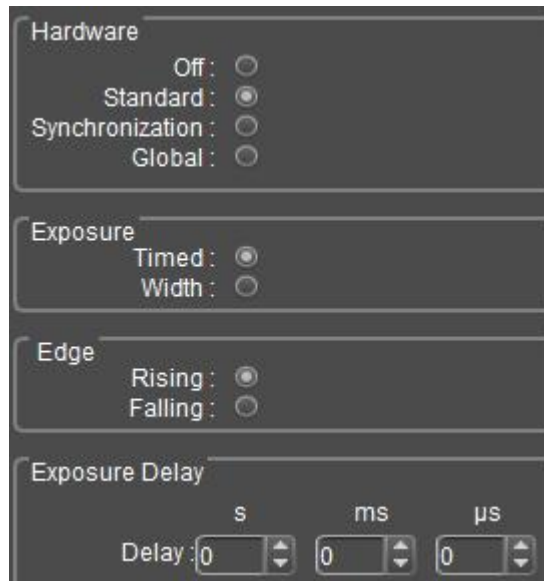 Hardware
Off :
Standard :
Synchronization :
Global :
Exposure
Timed :
Width :
Edge
Rising :
Falling :
Exposure Delay
s ms µs
Delay : 0 0 0